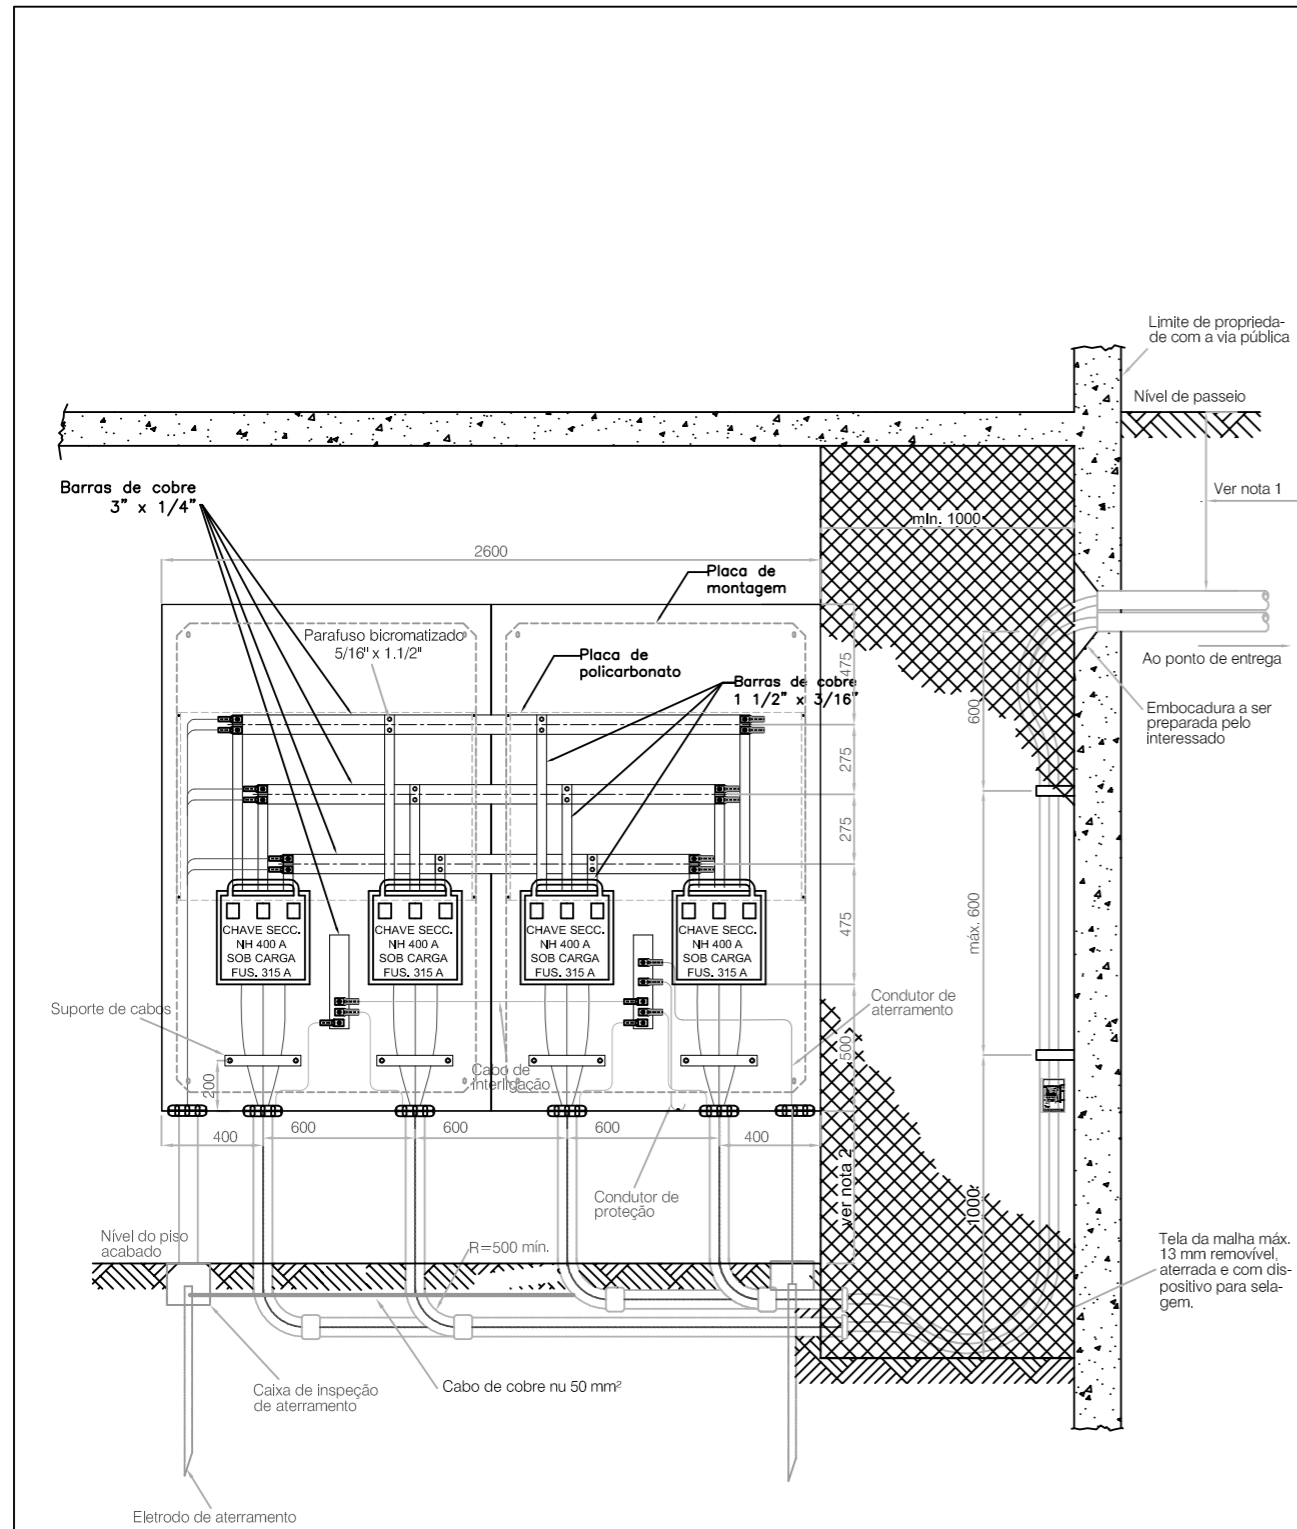 Limite de proprieda-
de com a via pública
Nível de passeio
Barras de cobre
3" x 1/4"
Ver nota 1
mín. 1000
2600
Placa de
montagem
Parafuso bicromatizado
5/16" x 1.1/2"
Placa de
policarbonato
475
Ao ponto de entrega
Barras de cobre
1 1/2" x 3/16"
600
Embocadura a ser
preparada pelo
interessado
275
275
CHAVE SECC.
NH 400 A
SOB CARGA
FUS. 315 A
CHAVE SECC.
NH 400 A
SOB CARGA
FUS. 315 A
CHAVE SECC.
NH 400 A
SOB CARGA
FUS. 315 A
CHAVE SECC.
NH 400 A
SOB CARGA
FUS. 315 A
475
máx. 600
Suporte de cabos
Condutor de
aterramento
500
Cabo de
interligação
200
400
600
600
600
400
ver nota 2
1000
Condutor de
proteção
Nível do piso
acabado
R=500 mín.
Tela da malha máx.
13 mm removível,
aterrada e com dis-
positivo para sela-
gem.
Caixa de inspeção
de aterramento
Cabo de cobre nu 50 mm²
Eletrodo de aterramento